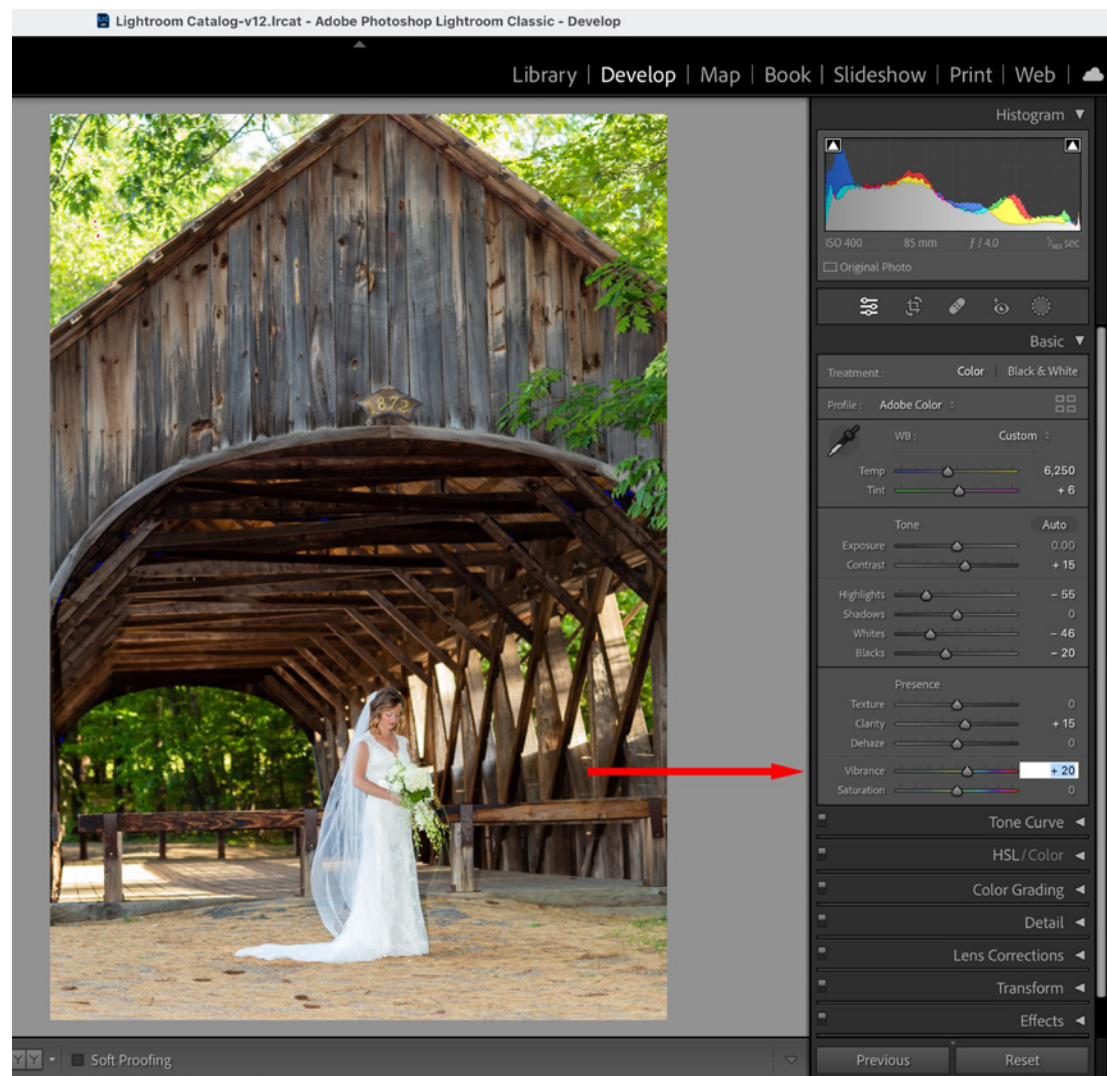 Lightroom Catalog-v12.lrcat - Adobe Photoshop Lightroom Classic - Develop
Library | Develop | Map | Book | Slideshow | Print | Web |
Histogram
ISO 400 85 mm ƒ / 4.0 sec
Original Photo
Basic
Treatment : Color Black & White
Profile : Adobe Color
WB : Custom
Temp 6,250
Tint + 6
Tone Auto
Exposure 0.00
Contrast + 15
Highlights - 55
Shadows 0
Whites - 46
Blacks - 20
Presence
Texture 0
Clarity + 15
Dehaze 0
Vibrance + 20
Saturation 0
Tone Curve
HSL / Color
Color Grading
Detail
Lens Corrections
Transform
Effects
Previous Reset
1872
Y Y Soft Proofing